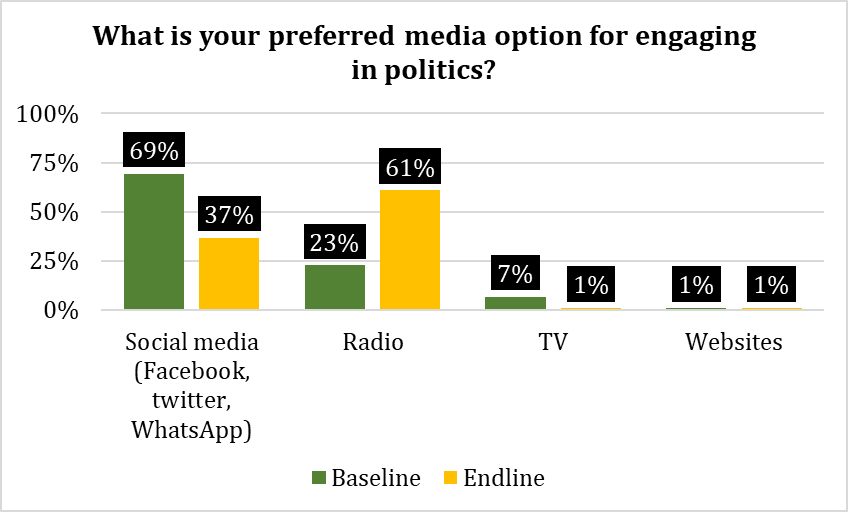 What is your preferred media option for engaging
in politics?
100%
75%
50%
25%
0%
69%
37%
23%
61%
7%
1%
1%
1%
Social media
(Facebook,
twitter,
WhatsApp)
Radio
TV
Websites
Baseline
Endline